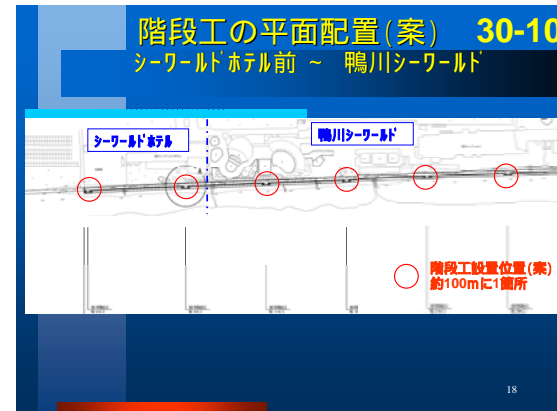 階段工の平面配置(案) 30-10
シーワールドホテル前 ~ 鴨川シーワールド
シーワールドホテル
鴨川シーワールド
階段工設置位置(案)
約100mに1箇所
18